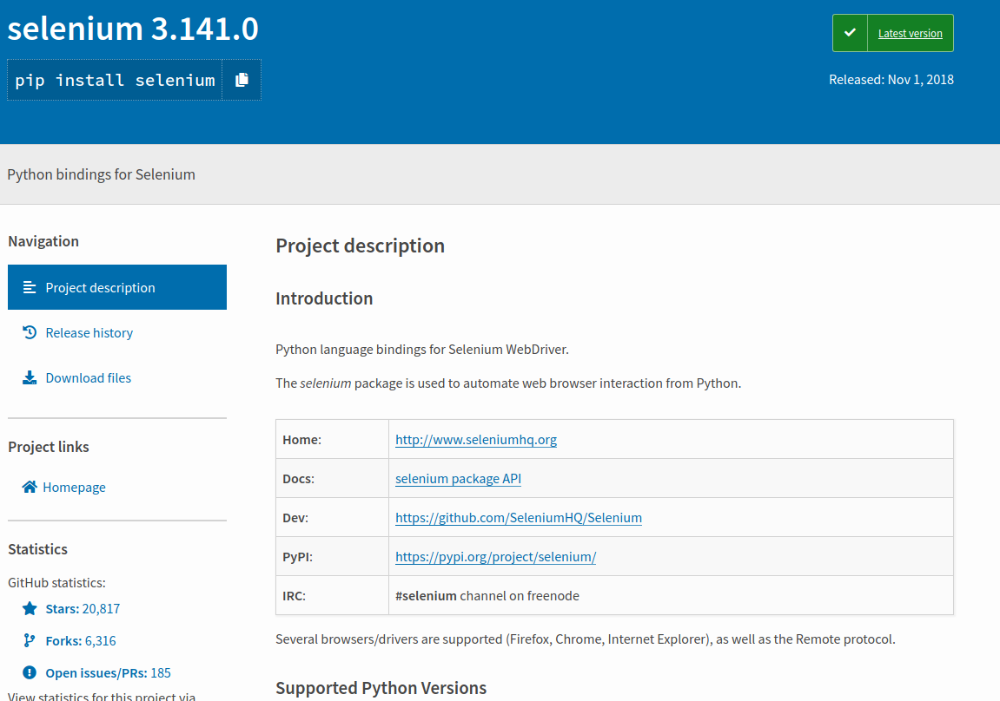 selenium 3.141.0
Latest version
pip install selenium
Released: Nov 1, 2018
Python bindings for Selenium
Navigation
Project description
Release history
Download files
Project links
Homepage
Statistics
GitHub statistics:
Stars: 20,817
Forks: 6,316
Open issues/PRs: 185
View statistics for this project via
Project description
Introduction
Python language bindings for Selenium WebDriver.
The selenium package is used to automate web browser interaction from Python.
Home: http://www.seleniumhq.org
Docs: selenium package API
Dev: https://github.com/SeleniumHQ/Selenium
PyPI: https://pypi.org/project/selenium/
IRC: #selenium channel on freenode
Several browsers/drivers are supported (Firefox, Chrome, Internet Explorer), as well as the Remote protocol.
Supported Python Versions